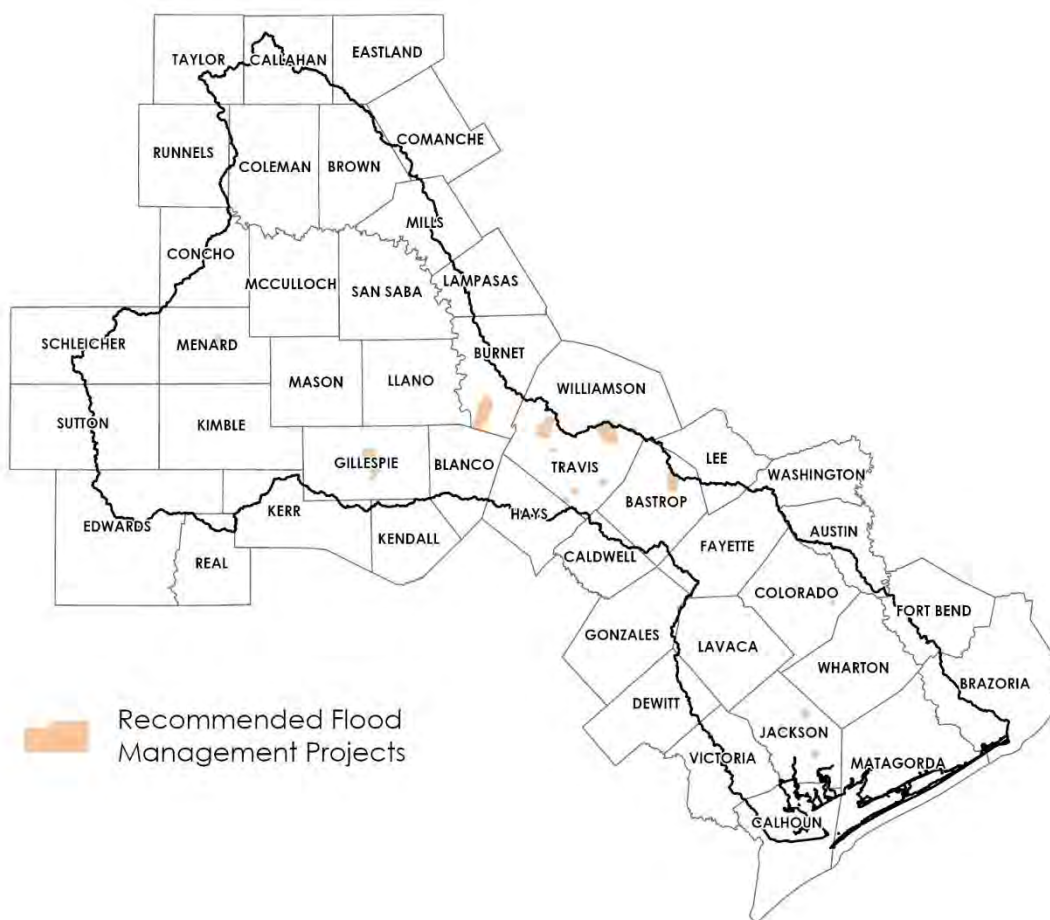 EASTLAND
TAYLOR
CALLAHAN
COMANCHE
RUNNELS
COLEMAN
BROWN
MILLS
CONCHO
MCCULLOCH
SAN SABA
LAMPASAS
SCHLEICHER
MENARD
BURNET
MASON
LLANO
WILLIAMSON
SUTTON
KIMBLE
GILLESPIE
BLANCO
TRAVIS
LEE
WASHINGTON
BASTROP
EDWARDS
KERR
HAYS
AUSTIN
KENDALL
FAYETTE
REAL
CALDWELL
COLORADO
FORT BEND
GONZALES
LAVACA
WHARTON
BRAZORIA
DEWITT
JACKSON
VICTORIA
MATAGORDA
CALHOUN
Recommended Flood
Management Projects